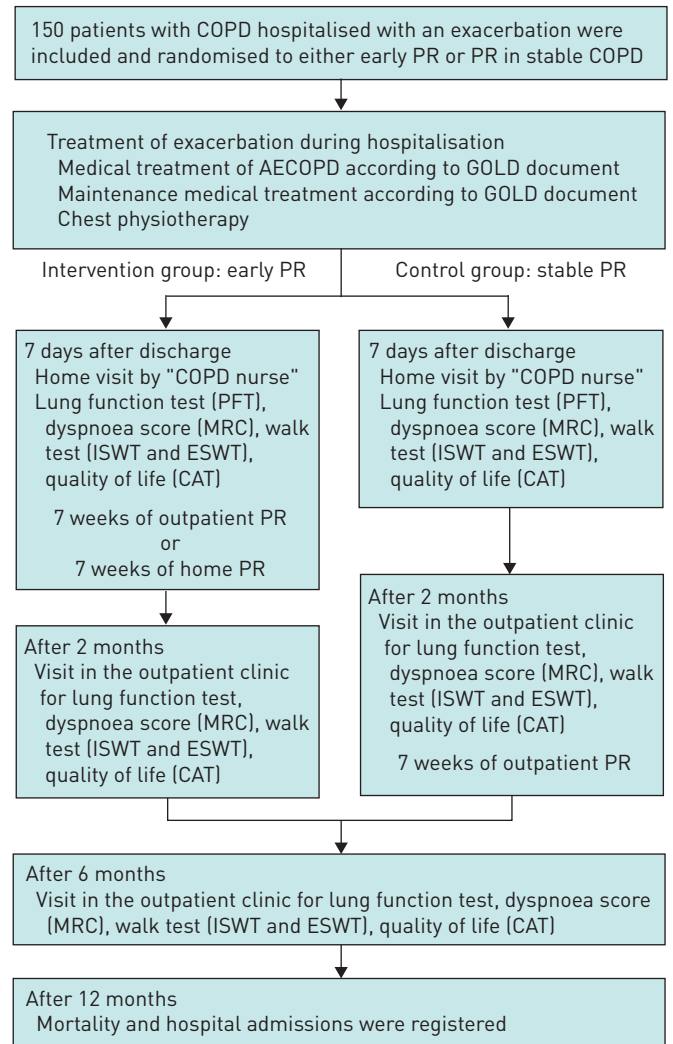 150 patients with COPD hospitalised with an exacerbation were
included and randomised to either early PR or PR in stable COPD
Treatment of exacerbation during hospitalisation
Medical treatment of AECOPD according to GOLD document
Maintenance medical treatment according to GOLD document
Chest physiotherapy
Intervention group: early PR
Control group: stable PR
7 days after discharge
Home visit by "COPD nurse"
Lung function test (PFT),
dyspnoea score (MRC), walk
test (ISWT and ESWT),
quality of life (CAT)
7 weeks of outpatient PR
or
7 weeks of home PR
7 days after discharge
Home visit by "COPD nurse"
Lung function test (PFT),
dyspnoea score (MRC), walk
test (ISWT and ESWT),
quality of life (CAT)
After 2 months
Visit in the outpatient clinic
for lung function test,
dyspnoea score (MRC), walk
test (ISWT and ESWT),
quality of life (CAT)
After 2 months
Visit in the outpatient clinic
for lung function test,
dyspnoea score (MRC), walk
test (ISWT and ESWT),
quality of life (CAT)
7 weeks of outpatient PR
After 6 months
Visit in the outpatient clinic for lung function test, dyspnoea score
(MRC), walk test (ISWT and ESWT), quality of life (CAT)
After 12 months
Mortality and hospital admissions were registered